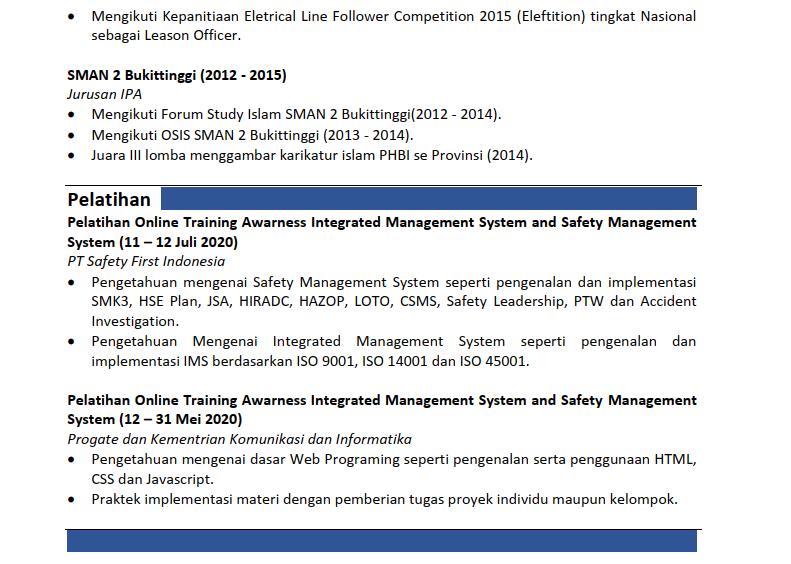 • Mengikuti Kepanitiaan Eletrical Line Follower Competition 2015 (Eleftition) tingkat Nasional
sebagai Leason Officer.
SMAN 2 Bukittinggi (2012 - 2015)
Jurusan IPA
• Mengikuti Forum Study Islam SMAN 2 Bukittinggi(2012 - 2014).
• Mengikuti OSIS SMAN 2 Bukittinggi (2013 - 2014).
• Juara III lomba menggambar karikatur islam PHBI se Provinsi (2014).
Pelatihan
Pelatihan Online Training Awarness Integrated Management System and Safety Management
System (11 – 12 Juli 2020)
PT Safety First Indonesia
• Pengetahuan mengenai Safety Management System seperti pengenalan dan implementasi
SMK3, HSE Plan, JSA, HIRADC, HAZOP, LOTO, CSMS, Safety Leadership, PTW dan Accident
Investigation.
• Pengetahuan Mengenai Integrated Management System seperti pengenalan dan
implementasi IMS berdasarkan ISO 9001, ISO 14001 dan ISO 45001.
Pelatihan Online Training Awarness Integrated Management System and Safety Management
System (12 – 31 Mei 2020)
Progate dan Kementrian Komunikasi dan Informatika
• Pengetahuan mengenai dasar Web Programing seperti pengenalan serta penggunaan HTML,
CSS dan Javascript.
• Praktek implementasi materi dengan pemberian tugas proyek individu maupun kelompok.